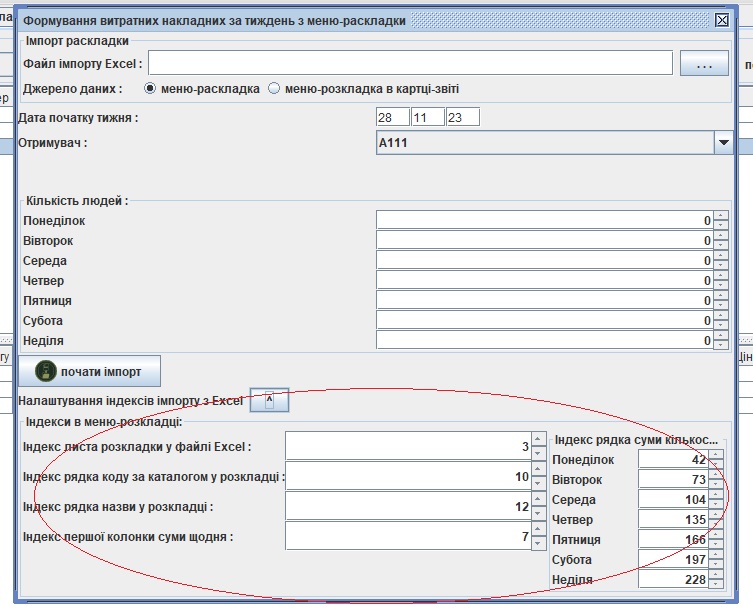 Формування витратних накладних за тиждень з меню-раскладки
Імпорт раскладки
Файл імпорту Excel :
...
Джерело даних : меню-раскладка меню-розкладка в картці-звіті
Дата початку тижня : 28 11 23
Отримувач : А111
Кількість людей :
Понеділок 0
Вівторок 0
Середа 0
Четвер 0
Пятниця 0
Субота 0
Неділя 0
почати імпорт
Налаштування індексів імпорту з Excel ^
Індекси в меню-розкладці:
Індекс листа розкладки у файлі Excel : 3
Індекс рядка коду за каталогом у розкладці : 10
Індекс рядка назви у розкладці : 12
Індекс першої колонки суми щодня : 7
Індекс рядка суми кількос...
Понеділок 42
Вівторок 73
Середа 104
Четвер 135
Пятниця 166
Субота 197
Неділя 228